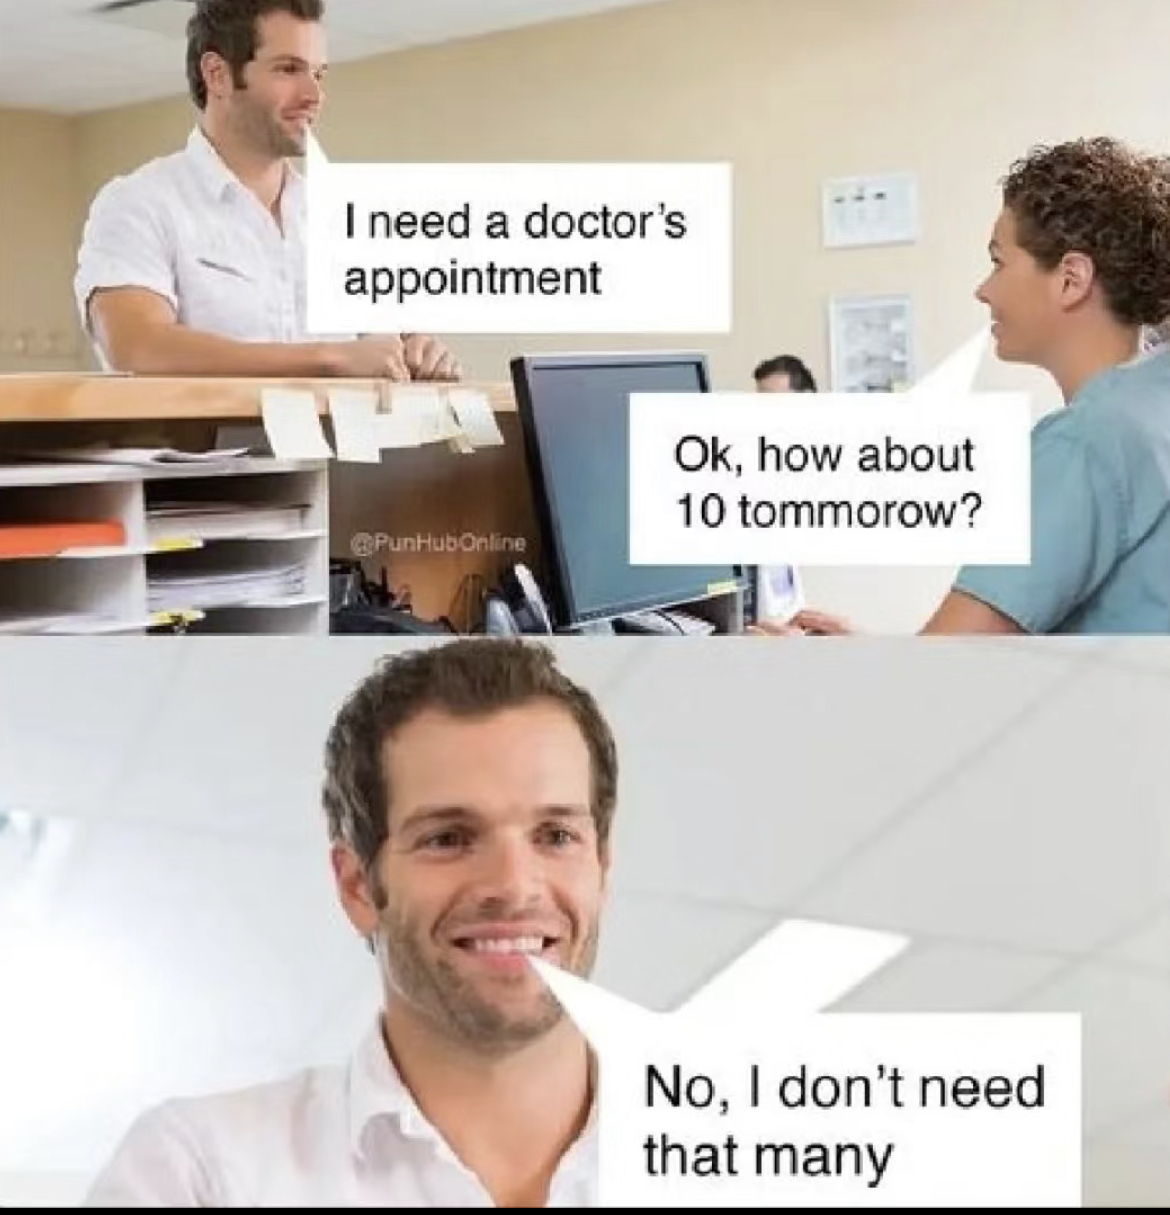 I need a doctor's
appointment
Ok, how about
10 tommorow?
@PunHubOnline
No, I don't need
that many